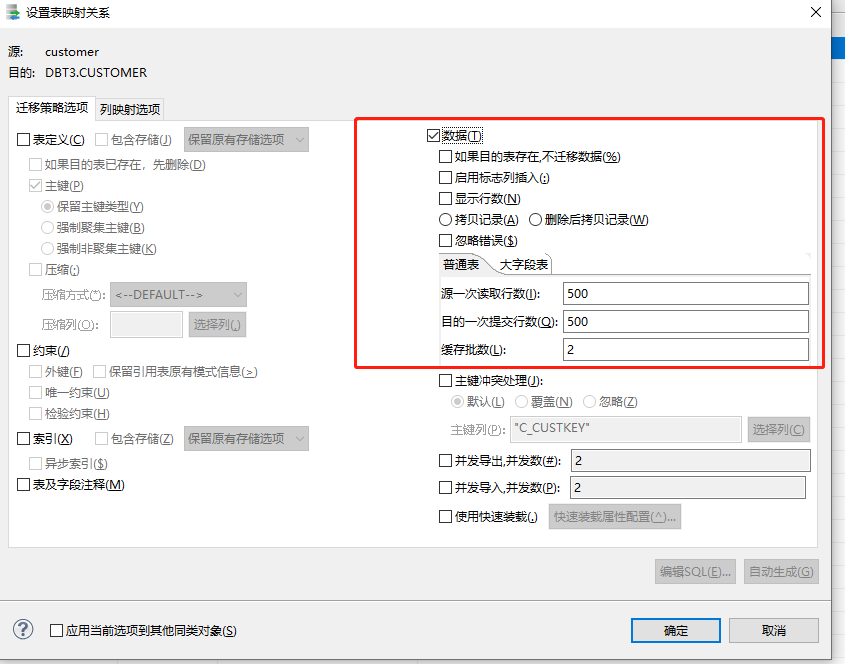 设置表映射关系
源: customer
目的: DBT3.CUSTOMER
迁移策略选项 列映射选项
表定义(C) 包含存储(J) 保留原有存储选项
如果目的表已存在，先删除(D)
主键(P)
保留主键类型(Y)
强制聚集主键(B)
强制非聚集主键(K)
压缩(;)
压缩方式(*): <--DEFAULT-->
压缩列(O): 选择列(,)
约束(/)
外键(F) 保留引用表原有模式信息(>)
唯一约束(U)
检验约束(H)
索引(X) 包含存储(Z) 保留原有存储选项
异步索引($)
表及字段注释(M)
数据(T)
如果目的表存在,不迁移数据(%)
启用标志列插入(:)
显示行数(N)
拷贝记录(A) 删除后拷贝记录(W)
忽略错误($)
普通表 大字段表
源一次读取行数(I): 500
目的一次提交行数(Q): 500
缓存批数(L): 2
主键冲突处理(J):
默认(L) 覆盖(N) 忽略(Z)
主键列(P): "C_CUSTKEY" 选择列(C)
并发导出,并发数(#): 2
并发导入,并发数(P): 2
使用快速装载(.) 快速装载属性配置(^)...
编辑SQL(E)... 自动生成(G)
应用当前选项到其他同类对象(S)
确定 取消